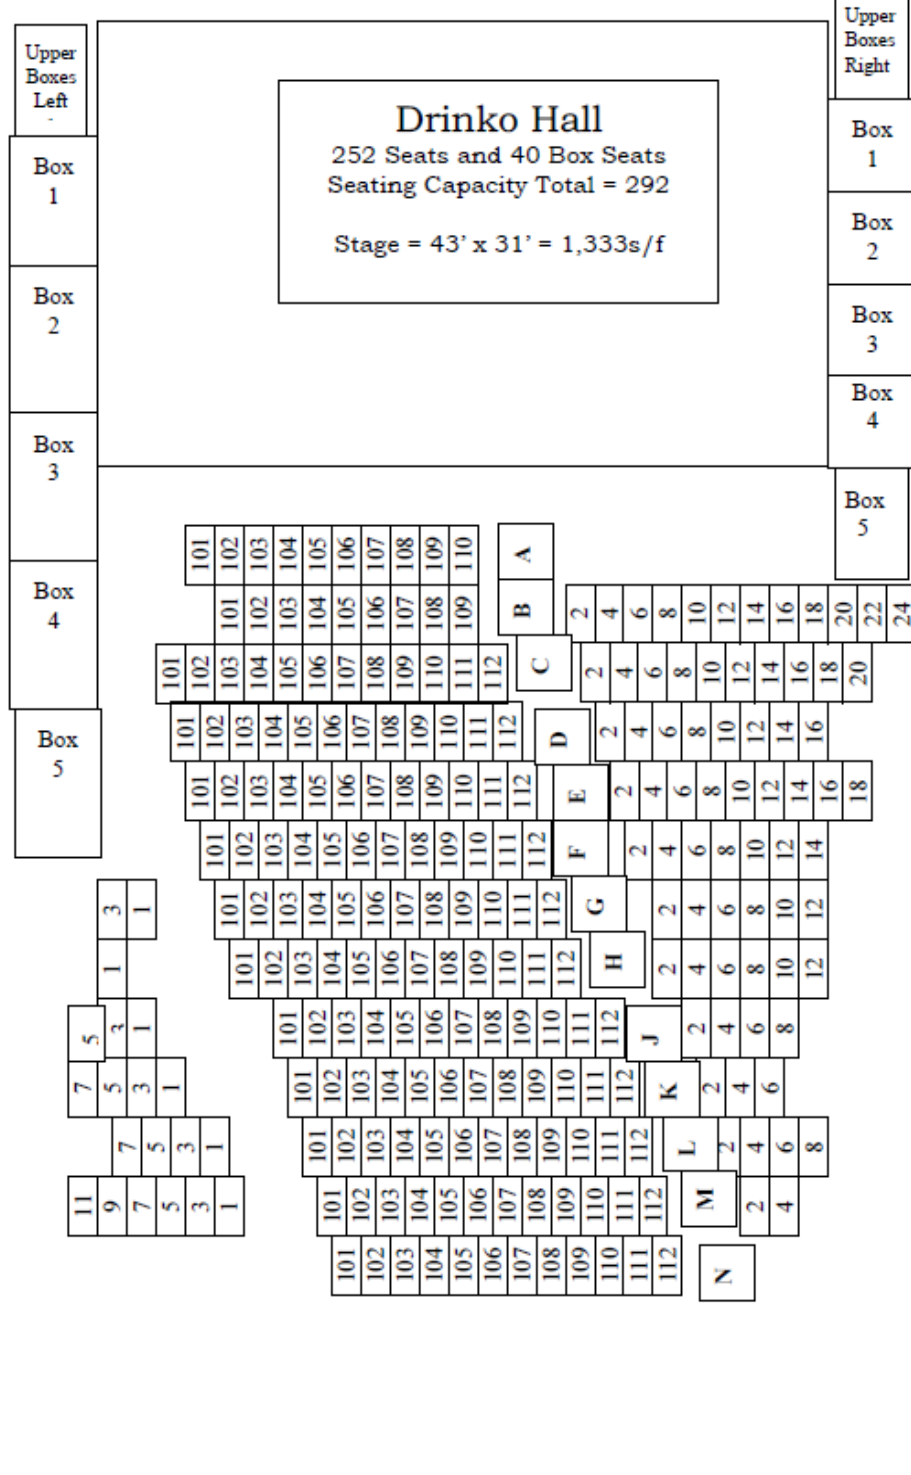 Upper
Boxes
Left
-
Upper
Boxes
Right
Drinko Hall
252 Seats and 40 Box Seats
Seating Capacity Total = 292
Stage = 43’ x 31’ = 1,333s/f
Box
1
Box
2
Box
3
Box
4
Box
5
Box
1
Box
2
Box
3
Box
4
Box
5
101 102 103 104 105 106 107 108 109 110 A
101 102 103 104 105 106 107 108 109 B 2 4 6 8 10 12 14 16 18 20 22 24
101 102 103 104 105 106 107 108 109 110 111 112 C 2 4 6 8 10 12 14 16 18 20
101 102 103 104 105 106 107 108 109 110 111 112 D 2 4 6 8 10 12 14 16
101 102 103 104 105 106 107 108 109 110 111 112 E 2 4 6 8 10 12 14 16 18
101 102 103 104 105 106 107 108 109 110 111 112 F 2 4 6 8 10 12 14
3 1 101 102 103 104 105 106 107 108 109 110 111 112 G 2 4 6 8 10 12
1 101 102 103 104 105 106 107 108 109 110 111 112 H 2 4 6 8 10 12
5 3 1 101 102 103 104 105 106 107 108 109 110 111 112 J 2 4 6 8
7 5 3 1 101 102 103 104 105 106 107 108 109 110 111 112 K 2 4 6
7 5 3 1 101 102 103 104 105 106 107 108 109 110 111 112 L 2 4 6 8
11 9 7 5 3 1 101 102 103 104 105 106 107 108 109 110 111 112 M 2 4
101 102 103 104 105 106 107 108 109 110 111 112 N